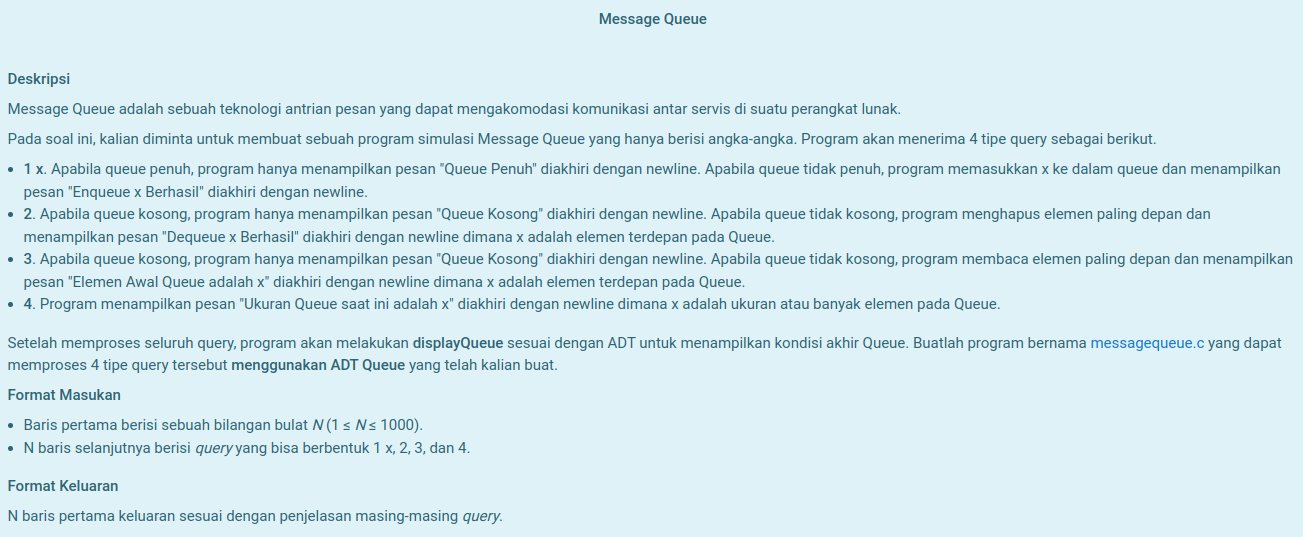 Message Queue
Deskripsi
Message Queue adalah sebuah teknologi antrian pesan yang dapat mengakomodasi komunikasi antar servis di suatu perangkat lunak.
Pada soal ini, kalian diminta untuk membuat sebuah program simulasi Message Queue yang hanya berisi angka-angka. Program akan menerima 4 tipe query sebagai berikut.
• 1 x. Apabila queue penuh, program hanya menampilkan pesan "Queue Penuh" diakhiri dengan newline. Apabila queue tidak penuh, program memasukkan x ke dalam queue dan menampilkan
pesan "Enqueue x Berhasil" diakhiri dengan newline.
• 2. Apabila queue kosong, program hanya menampilkan pesan "Queue Kosong" diakhiri dengan newline. Apabila queue tidak kosong, program menghapus elemen paling depan dan
menampilkan pesan "Dequeue x Berhasil" diakhiri dengan newline dimana x adalah elemen terdepan pada Queue.
• 3. Apabila queue kosong, program hanya menampilkan pesan "Queue Kosong" diakhiri dengan newline. Apabila queue tidak kosong, program membaca elemen paling depan dan menampilkan
pesan "Elemen Awal Queue adalah x" diakhiri dengan newline dimana x adalah elemen terdepan pada Queue.
• 4. Program menampilkan pesan "Ukuran Queue saat ini adalah x" diakhiri dengan newline dimana x adalah ukuran atau banyak elemen pada Queue.
Setelah memproses seluruh query, program akan melakukan displayQueue sesuai dengan ADT untuk menampilkan kondisi akhir Queue. Buatlah program bernama messagequeue.c yang dapat
memproses 4 tipe query tersebut menggunakan ADT Queue yang telah kalian buat.
Format Masukan
• Baris pertama berisi sebuah bilangan bulat N (1 ≤ N ≤ 1000).
• N baris selanjutnya berisi query yang bisa berbentuk 1 x, 2, 3, dan 4.
Format Keluaran
N baris pertama keluaran sesuai dengan penjelasan masing-masing query.